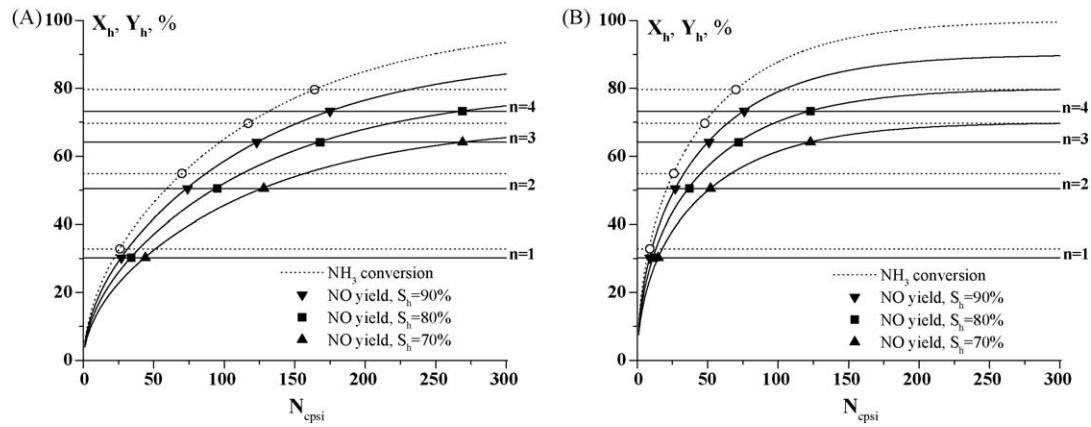 (A)
X_h, Y_h, %
100
80
60
40
20
0
n=4
n=3
n=2
n=1
NH₃ conversion
NO yield, S_h=90%
NO yield, S_h=80%
NO yield, S_h=70%
0 50 100 150 200 250 300
N_cpsi
(B)
X_h, Y_h, %
100
80
60
40
20
0
n=4
n=3
n=2
n=1
NH₃ conversion
NO yield, S_h=90%
NO yield, S_h=80%
NO yield, S_h=70%
0 50 100 150 200 250 300
N_cpsi